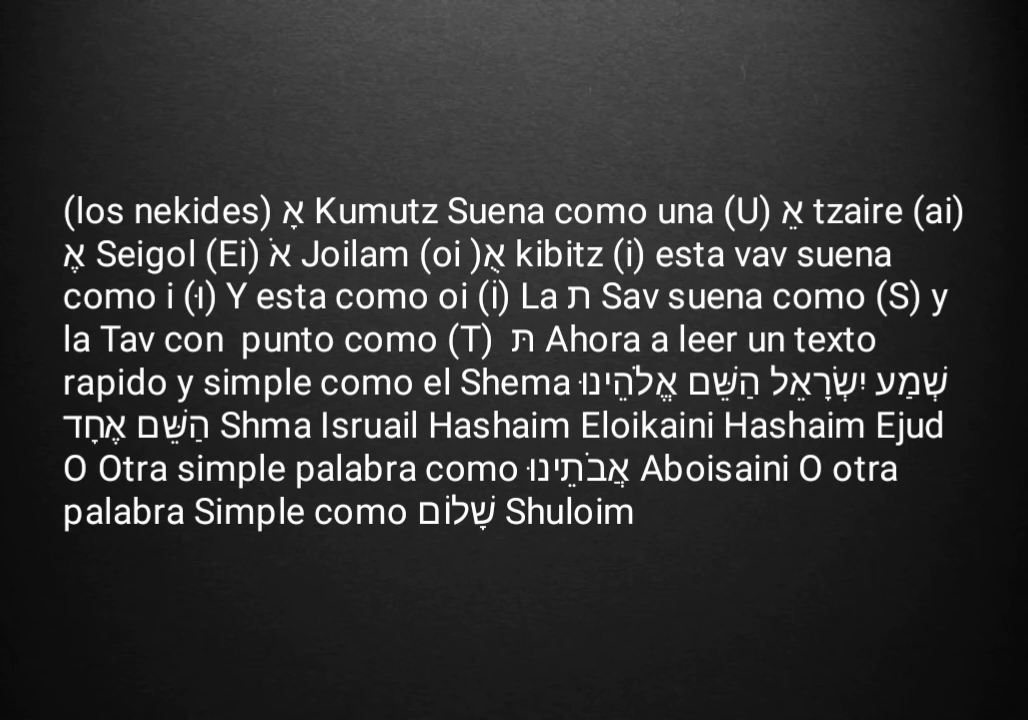 (los nekides) אָ Kumutz Suena como una (U) אֵ tzaire (ai)
אֶ Seigol (Ei) אֹ Joilam (oi )אֻ kibitz (i) esta vav suena
como i (וּ) Y esta como oi (וֹ) La ת Sav suena como (S) y
la Tav con  punto como (T)  תּ Ahora a leer un texto
rapido y simple como el Shema שְׁמַע יִשְׂרָאֵל הַשֵּׁם אֱלֹהֵינוּ
הַשֵּׁם אֶחָד Shma Isruail Hashaim Eloikaini Hashaim Ejud
O Otra simple palabra como אֲבֹתֵינוּ Aboisaini O otra
palabra Simple como שָׁלוֹם Shuloim